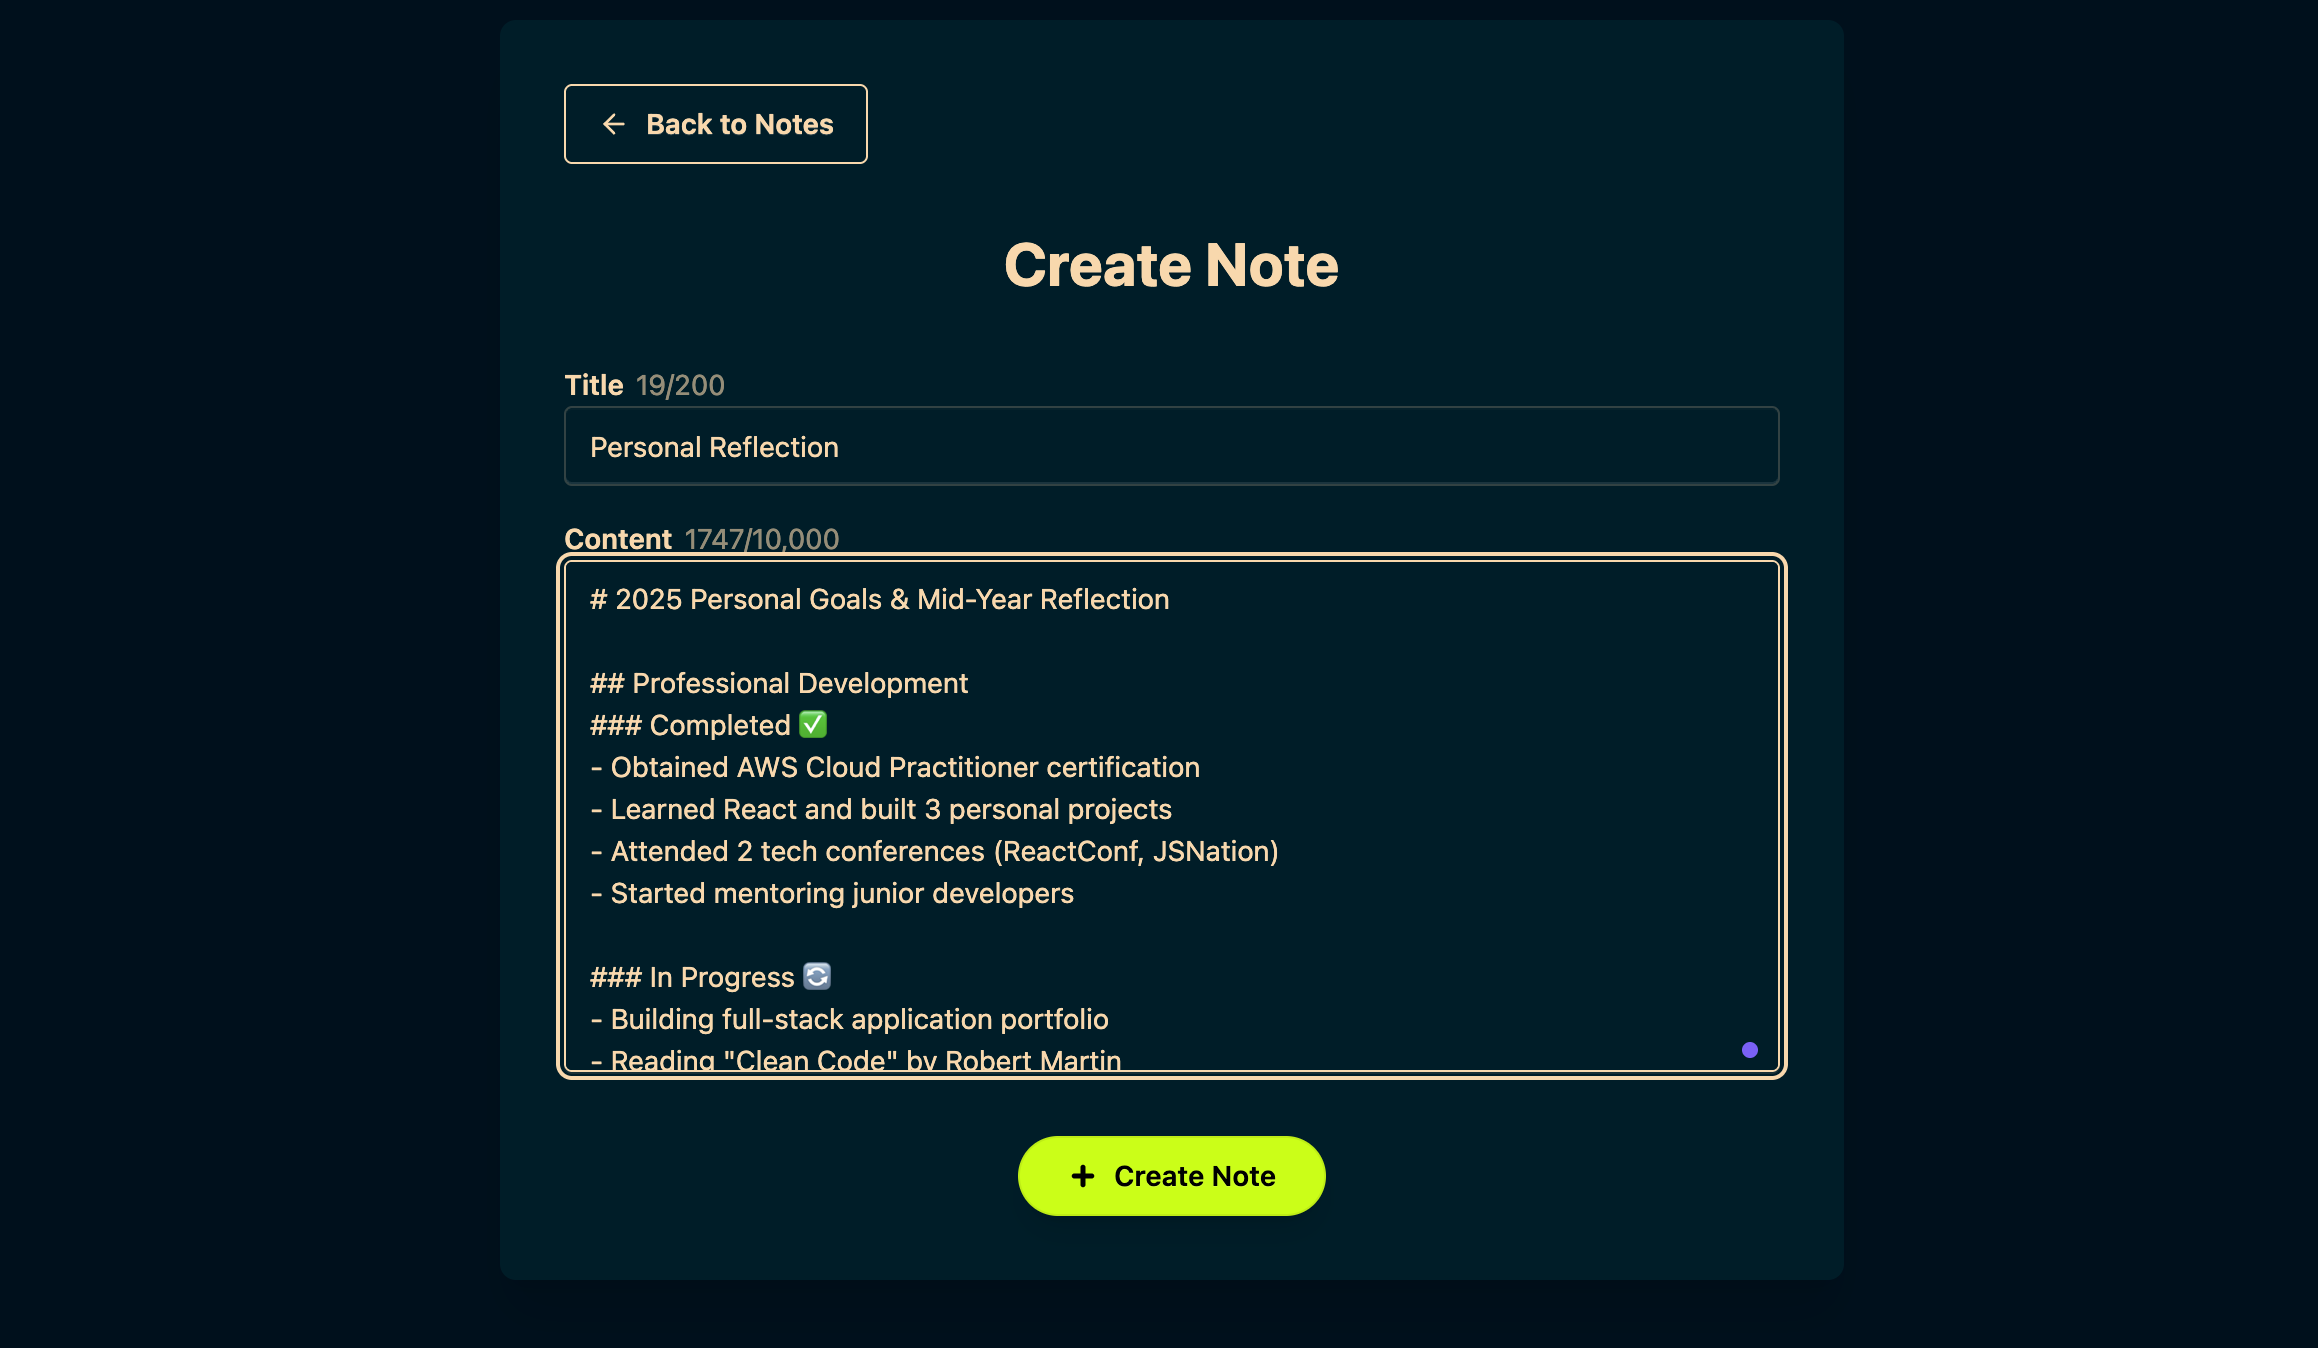 Back to Notes
Create Note
Title 19/200
Personal Reflection
Content 1747/10,000
# 2025 Personal Goals & Mid-Year Reflection
## Professional Development
### Completed ✅
- Obtained AWS Cloud Practitioner certification
- Learned React and built 3 personal projects
- Attended 2 tech conferences (ReactConf, JSNation)
- Started mentoring junior developers
### In Progress 🔄
- Building full-stack application portfolio
- Reading "Clean Code" by Robert Martin
Create Note